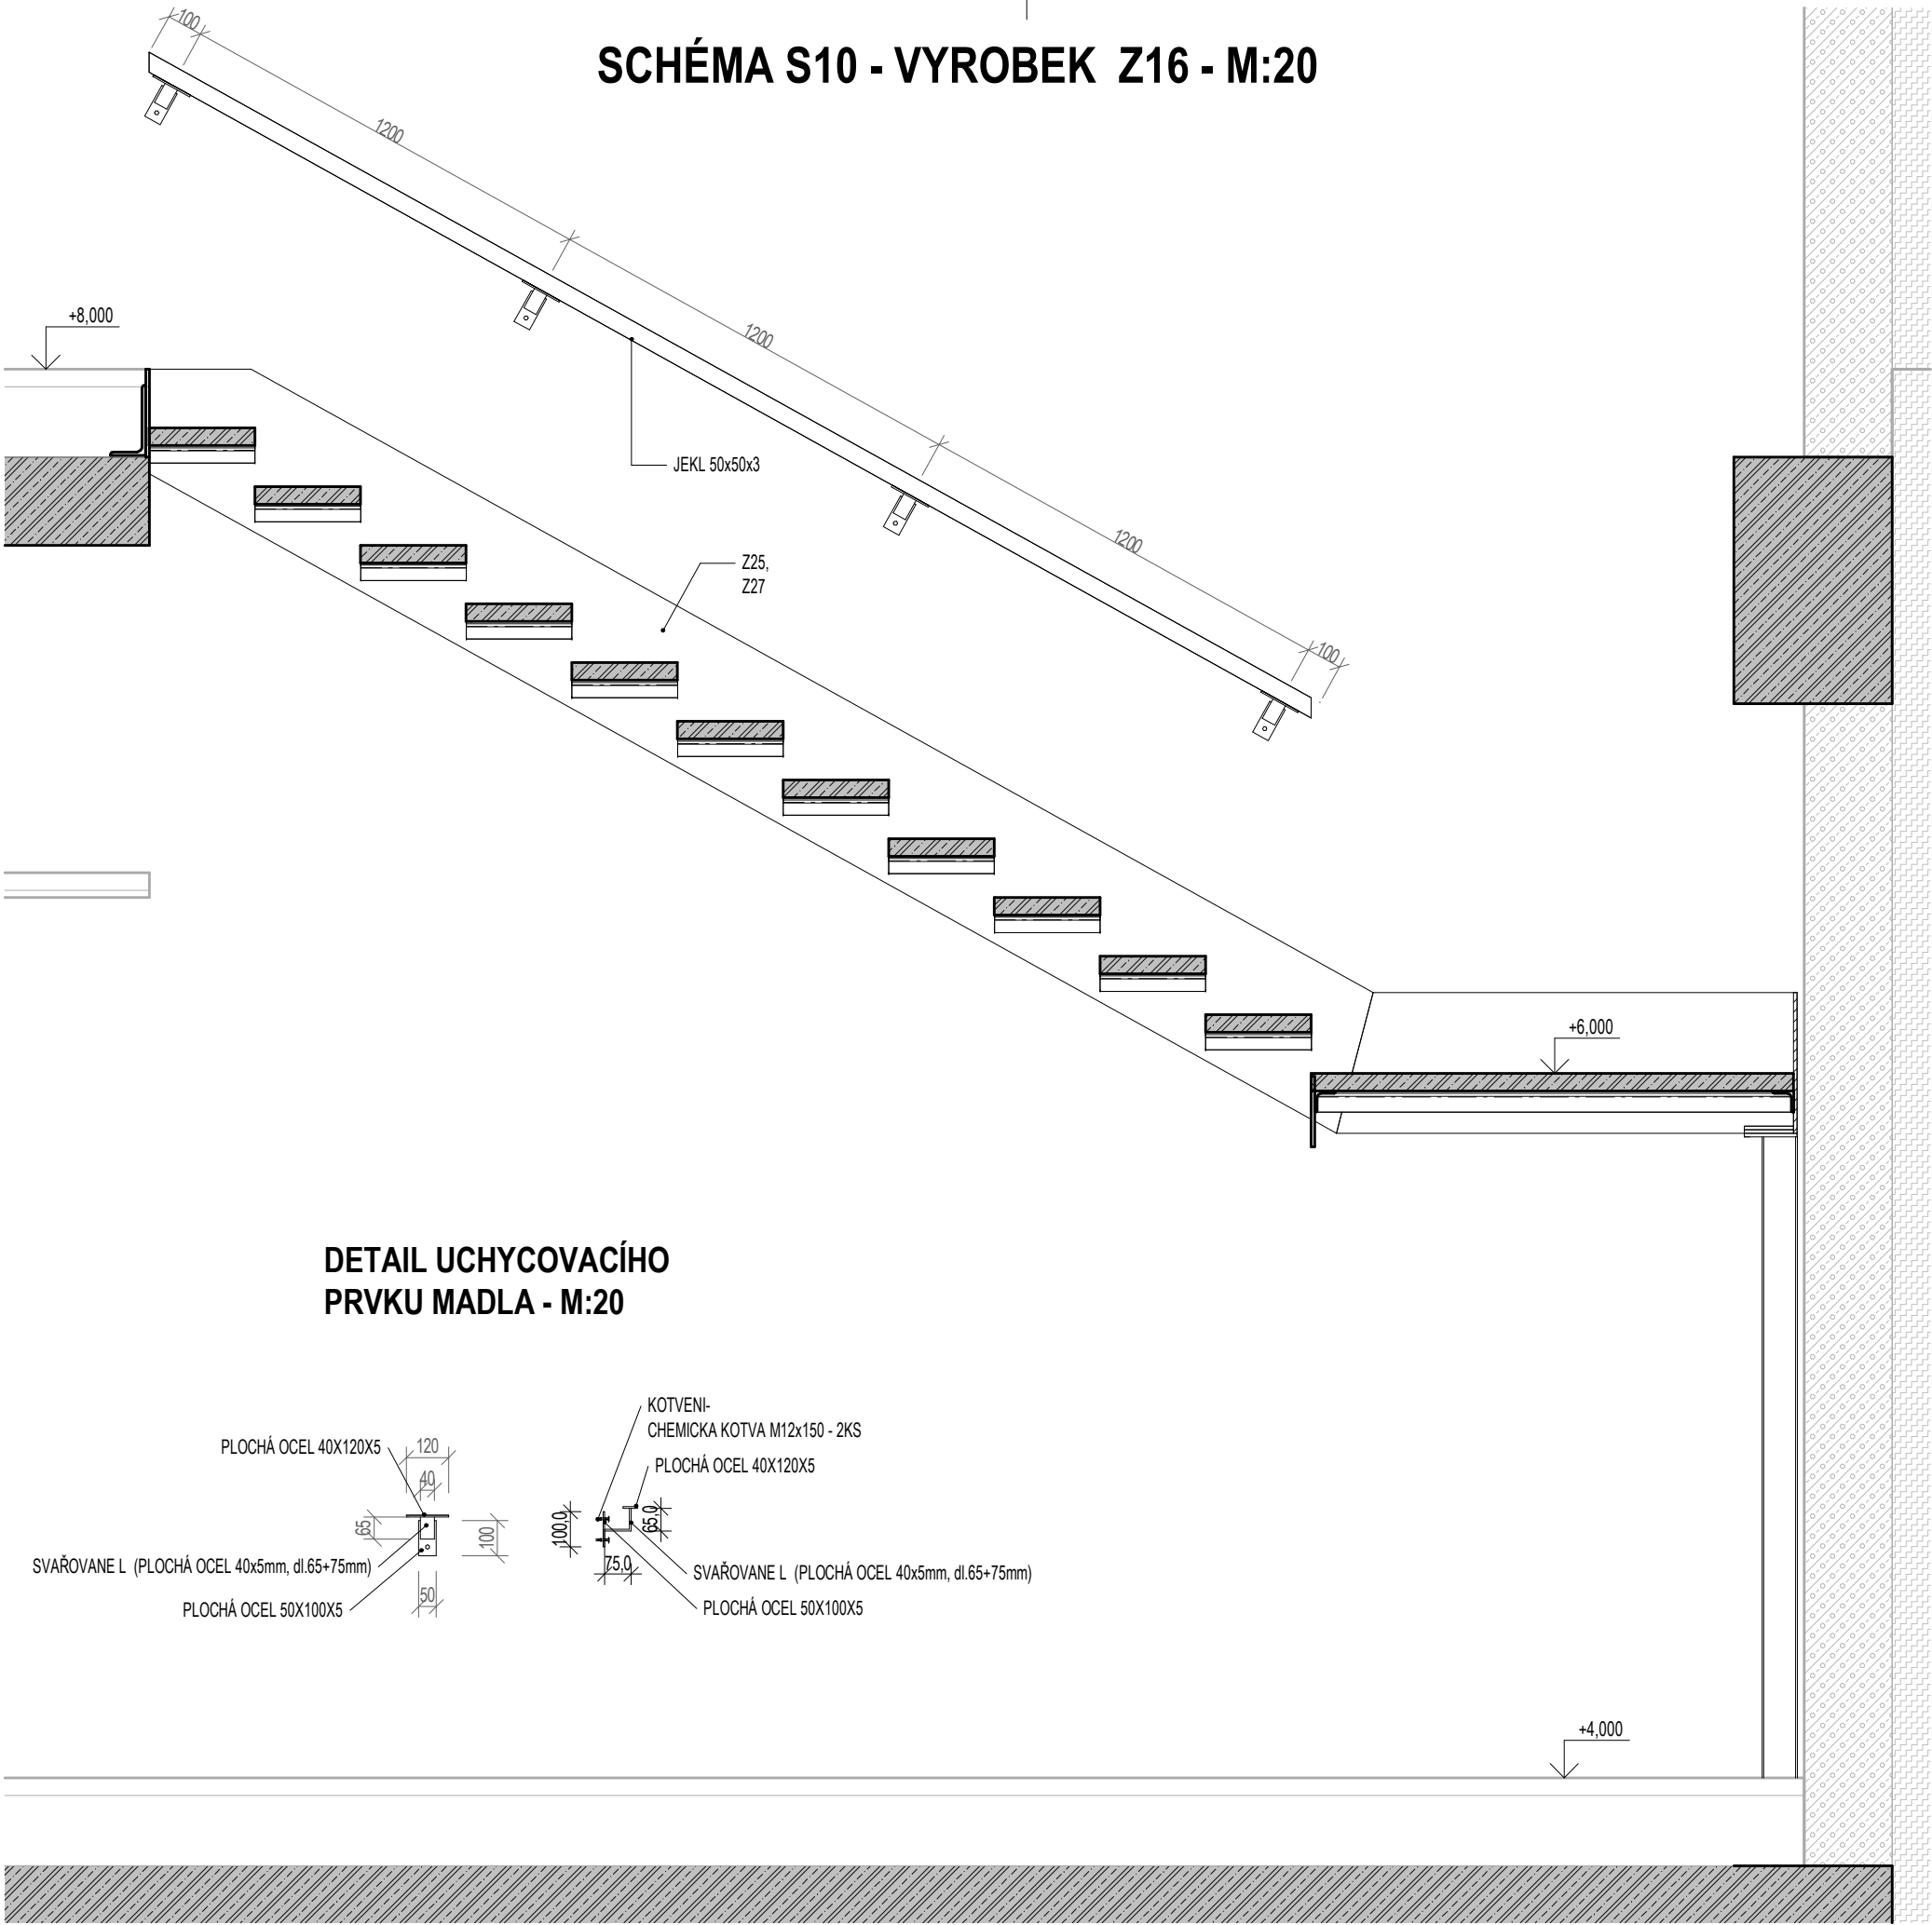 SCHÉMA S10 - VYROBEK Z16 - M:20
100
1200
1200
1200
100
+8,000
JEKL 50x50x3
Z25,
Z27
+6,000
DETAIL UCHYCOVACÍHO
PRVKU MADLA - M:20
KOTVENI-
CHEMICKA KOTVA M12x150 - 2KS
PLOCHÁ OCEL 40X120X5
120
PLOCHÁ OCEL 40X120X5
40
65
100
100,0
65,0
75,0
SVAŘOVANE L (PLOCHÁ OCEL 40x5mm, dl.65+75mm)
SVAŘOVANE L (PLOCHÁ OCEL 40x5mm, dl.65+75mm)
50
PLOCHÁ OCEL 50X100X5
PLOCHÁ OCEL 50X100X5
+4,000